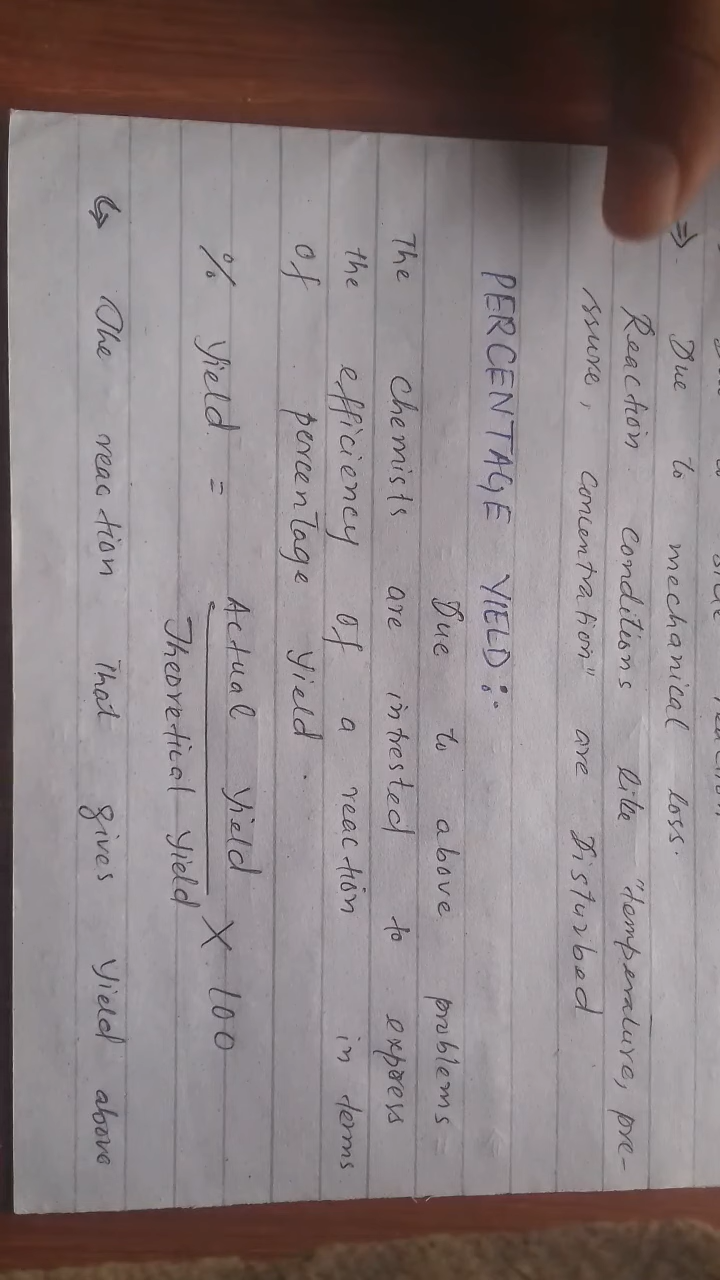 ⇒. Due to mechanical loss.
Reaction Conditions like "temperature, pre-
ssure, concentration" are Disturbed
PERCENTAGE YIELD:-
Due to above problems =
The chemists are intrested to express
the efficiency of a reaction in terms
of percentage Yield.
% Yield = Actual Yield / Theoretical Yield × 100
↳ The reaction that gives Yield above